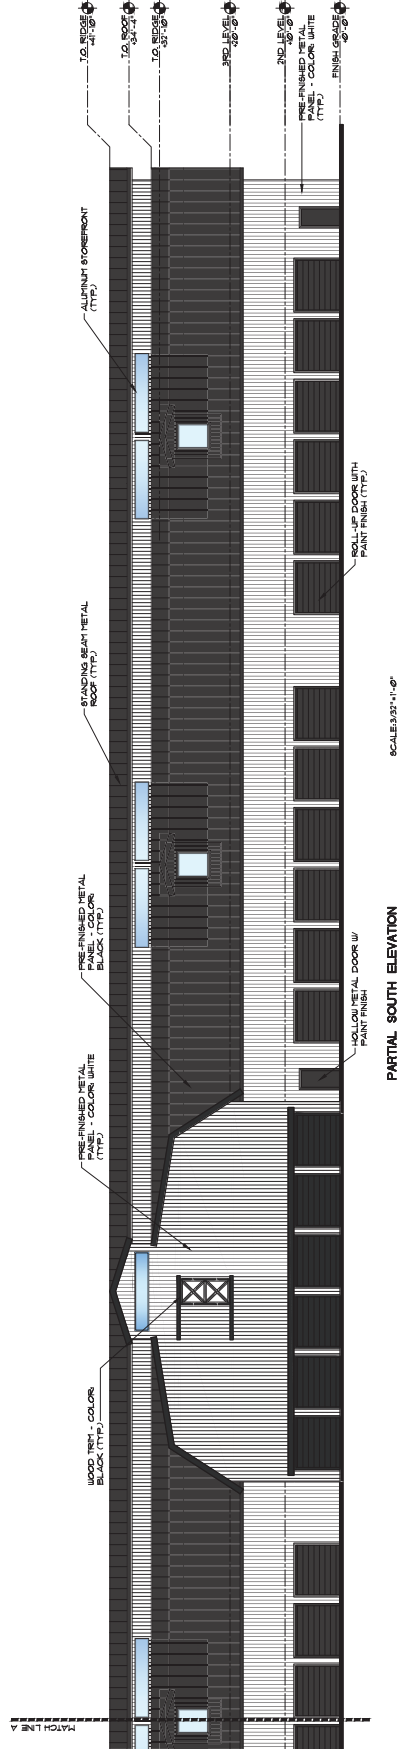 MATCH LINE A
WOOD TRIM - COLOR:
BLACK (TYP.)
PRE-FINISHED METAL
PANEL - COLOR: WHITE
(TYP.)
PRE-FINISHED METAL
PANEL - COLOR:
BLACK (TYP.)
STANDING SEAM METAL
ROOF (TYP.)
ALUMINUM STOREFRONT
(TYP.)
T.O. RIDGE
+41'-10"
T.O. ROOF
+34'-4"
T.O. RIDGE
+32'-10"
3RD LEVEL
+20'-0"
2ND LEVEL
+10'-0"
PRE-FINISHED METAL
PANEL - COLOR: WHITE
(TYP.)
FINISH GRADE
+0'-0"
HOLLOW METAL DOOR W/
PAINT FINISH
ROLL-UP DOOR WITH
PAINT FINISH (TYP.)
PARTIAL SOUTH ELEVATION
SCALE:3/32"=1'-0"